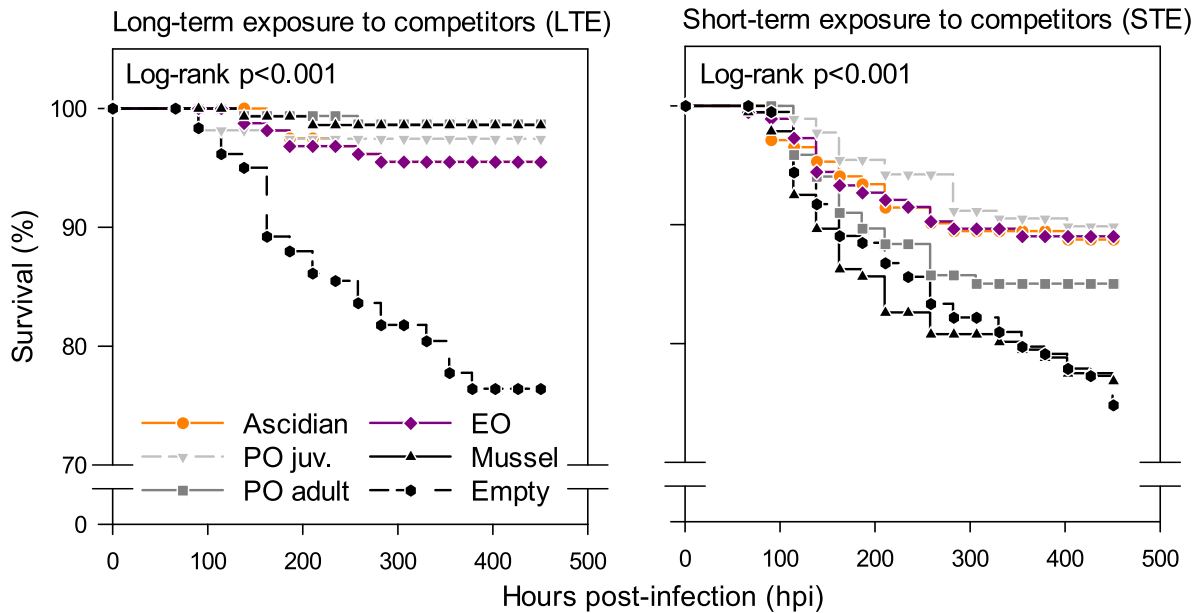 Long-term exposure to competitors (LTE)
Short-term exposure to competitors (STE)
Log-rank p<0.001
Log-rank p<0.001
Survival (%)
100
90
80
70
0
Ascidian
EO
PO juv.
Mussel
PO adult
Empty
0 100 200 300 400 500
0 100 200 300 400 500
Hours post-infection (hpi)